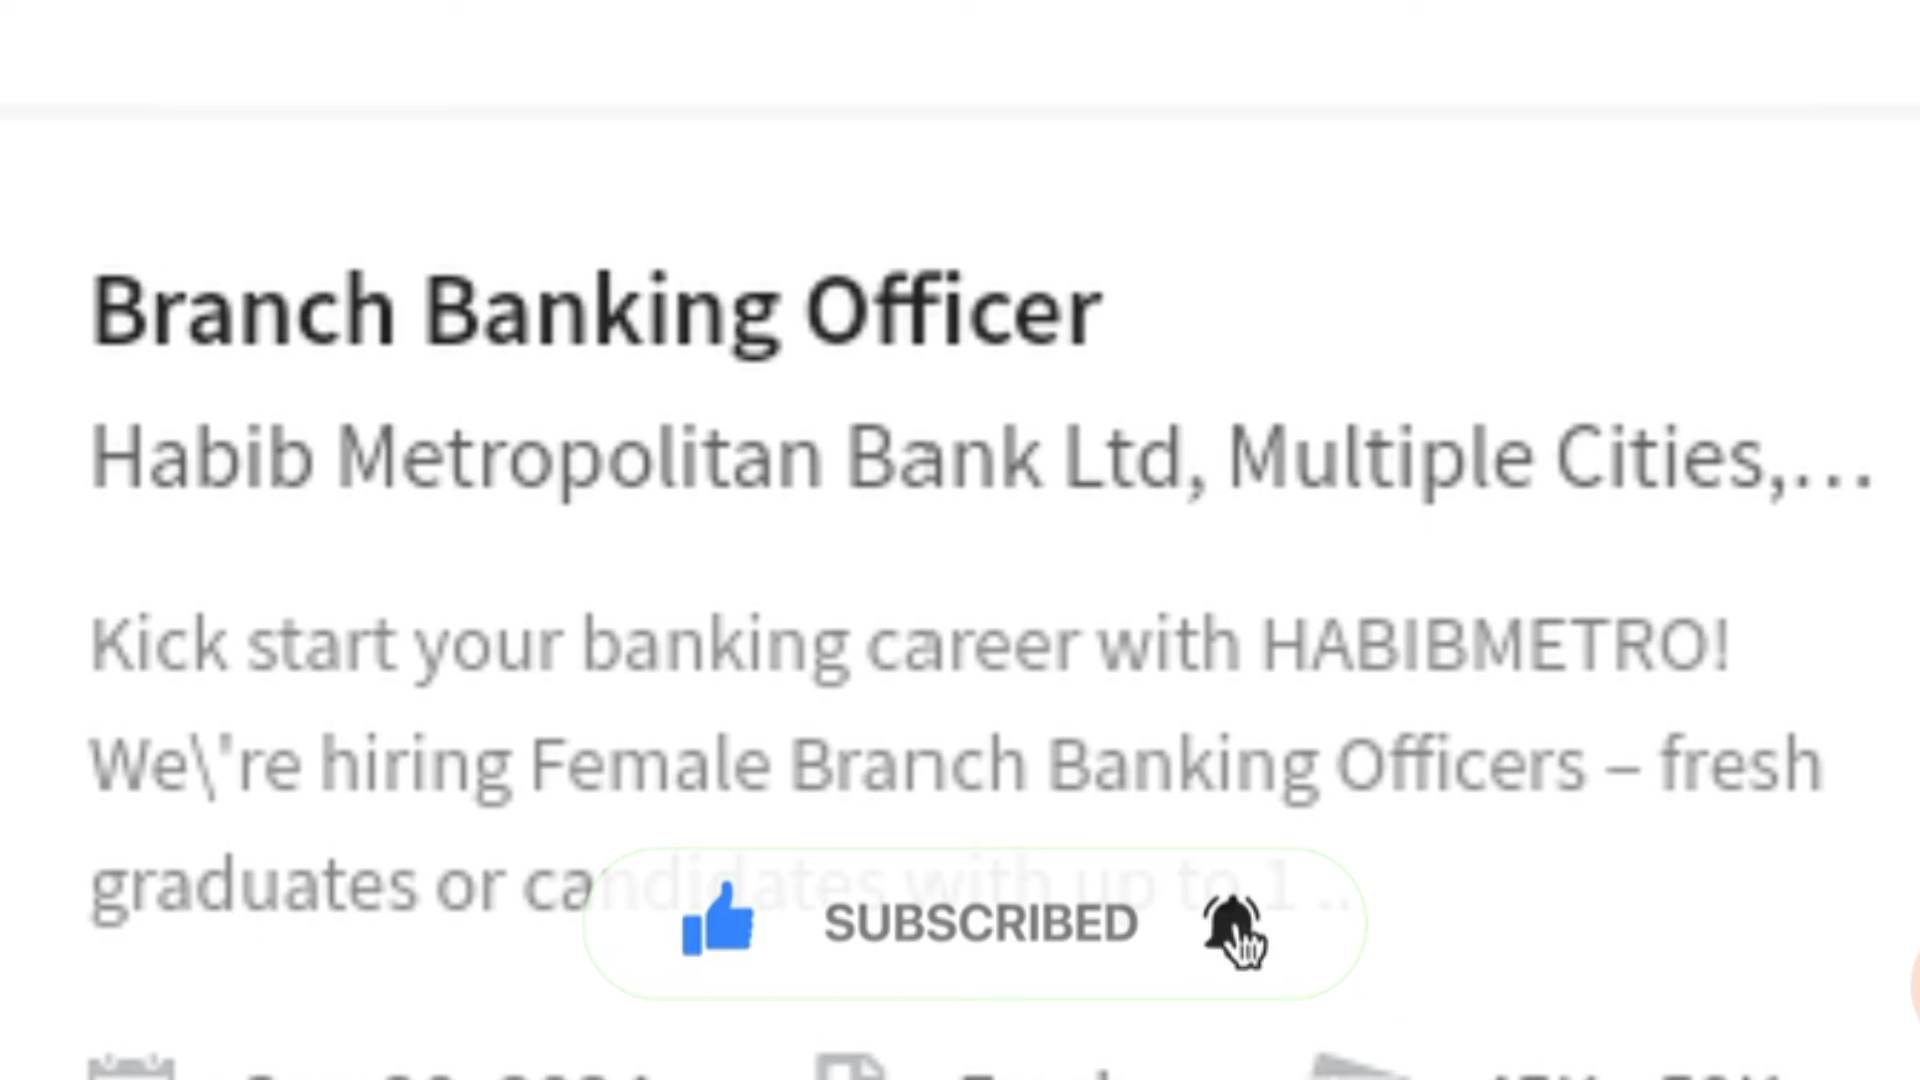 Branch Banking Officer
Habib Metropolitan Bank Ltd, Multiple Cities,...
Kick start your banking career with HABIBMETRO!
We\'re hiring Female Branch Banking Officers – fresh
graduates or candidates with up to 1 ..
SUBSCRIBED